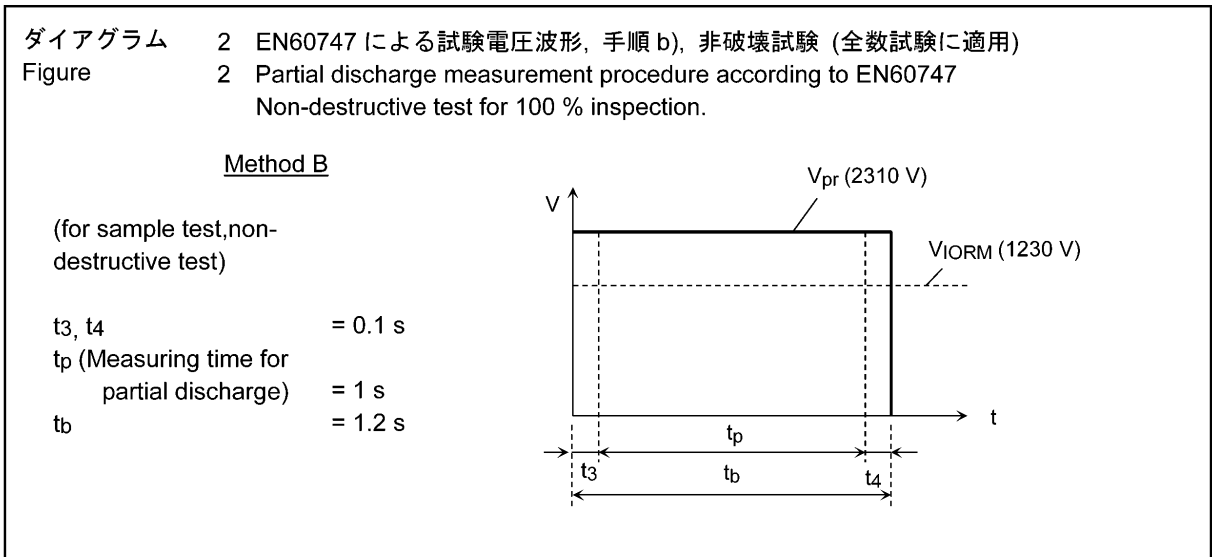 ダイアグラム 2 EN60747 による試験電圧波形, 手順 b), 非破壊試験 (全数試験に適用)
Figure 2 Partial discharge measurement procedure according to EN60747
Non-destructive test for 100 % inspection.
Method B
(for sample test,non-
destructive test)
t3, t4 = 0.1 s
tp (Measuring time for
partial discharge) = 1 s
tb = 1.2 s
Vpr (2310 V)
V
VIORM (1230 V)
t
tp
t3 tb t4